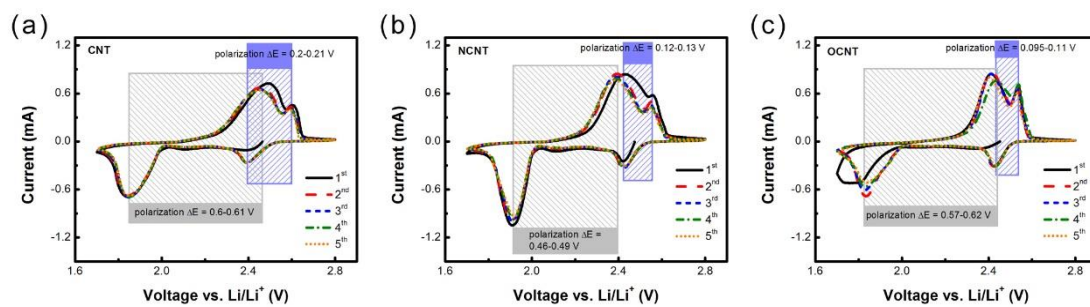 (a)
CNT
polarization ΔE = 0.2-0.21 V
polarization ΔE = 0.6-0.61 V
1st
2nd
3rd
4th
5th
Current (mA)
1.2
0.6
0.0
-0.6
-1.2
1.6
2.0
2.4
2.8
Voltage vs. Li/Li+ (V)
(b)
NCNT
polarization ΔE = 0.12-0.13 V
polarization ΔE =
0.46-0.49 V
1st
2nd
3rd
4th
5th
Current (mA)
1.2
0.6
0.0
-0.6
-1.2
1.6
2.0
2.4
2.8
Voltage vs. Li/Li+ (V)
(c)
OCNT
polarization ΔE = 0.095-0.11 V
polarization ΔE = 0.57-0.62 V
1st
2nd
3rd
4th
5th
Current (mA)
1.2
0.6
0.0
-0.6
-1.2
1.6
2.0
2.4
2.8
Voltage vs. Li/Li+ (V)